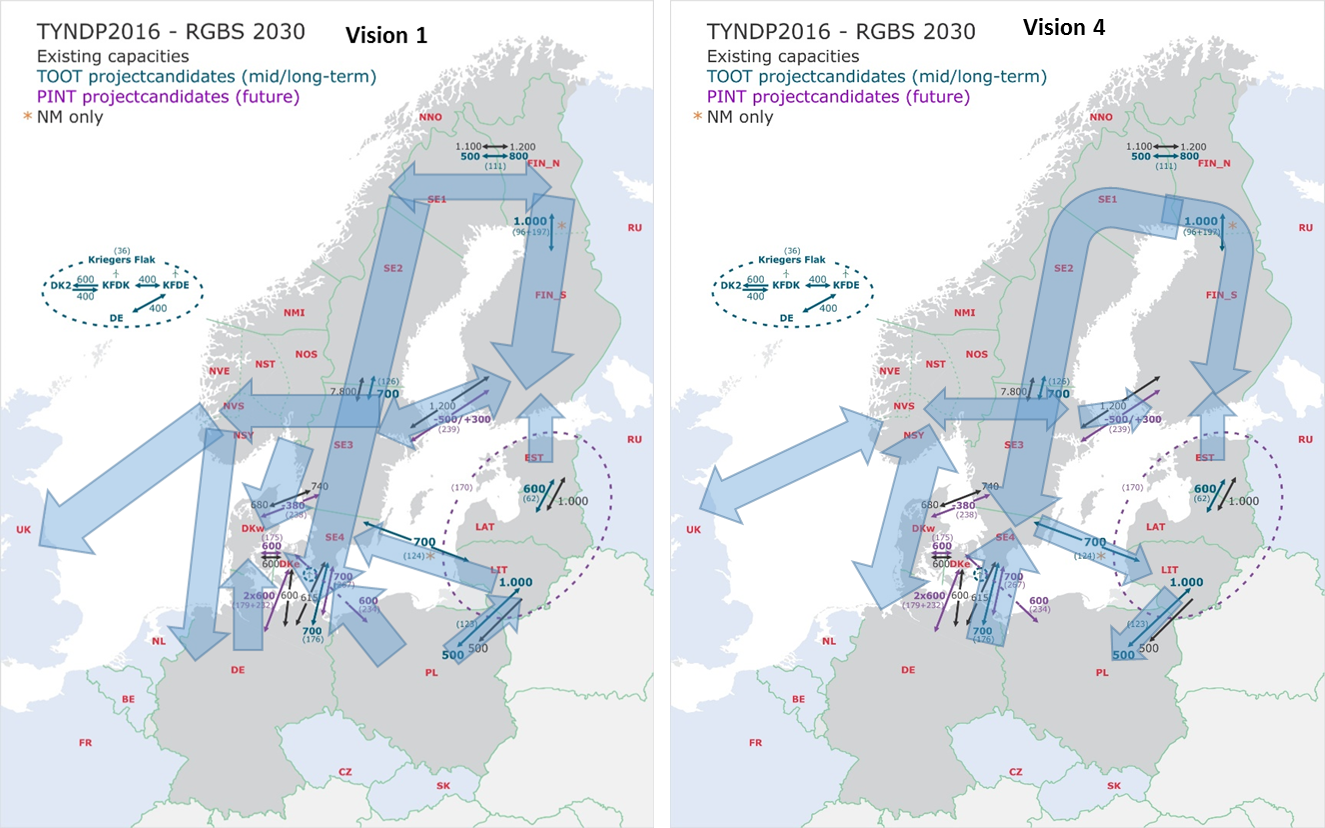 TYNDP2016 - RGBS 2030
Vision 1
Existing capacities
TOOT projectcandidates (mid/long-term)
PINT projectcandidates (future)
* NM only
NNO
1.100 1.200
500 800
(111)
FIN_N
SE1
1.000 *
(96+197)
RU
(36)
Kriegers Flak
600 400
DK2 KFDK KFDE
400
400
DE
SE2
FIN_S
NMI
NOS
NST
NVE
7.800
(126)
700
NVS
1.200
-500/+300
(239)
NSY
SE3
RU
EST
740
680
-380
(238)
(170)
600
(62)
1.000
DKw
(175)
600
600
DKe
SE4
LAT
700
(124) *
LIT
1.000
700
(267)
2x600
(179+232)
600
615
600
(234)
700
(176)
(123)
500
500
UK
NL
DE
PL
BE
FR
CZ
SK
TYNDP2016 - RGBS 2030
Vision 4
Existing capacities
TOOT projectcandidates (mid/long-term)
PINT projectcandidates (future)
* NM only
NNO
1.100 1.200
500 800
(111)
FIN_N
SE1
1.000 *
(96+197)
RU
(36)
Kriegers Flak
600 400
DK2 KFDK KFDE
400
400
DE
SE2
FIN_S
NMI
NOS
NST
NVE
7.800
(126)
700
NVS
1.200
-500/+300
(239)
NSY
SE3
RU
EST
740
680
-380
(238)
(170)
600
(62)
1.000
DKw
(175)
600
600
DKe
SE4
LAT
700
(124) *
LIT
1.000
700
(267)
2x600
(179+232)
600
615
600
(234)
700
(176)
(123)
500
500
UK
NL
DE
PL
BE
FR
CZ
SK